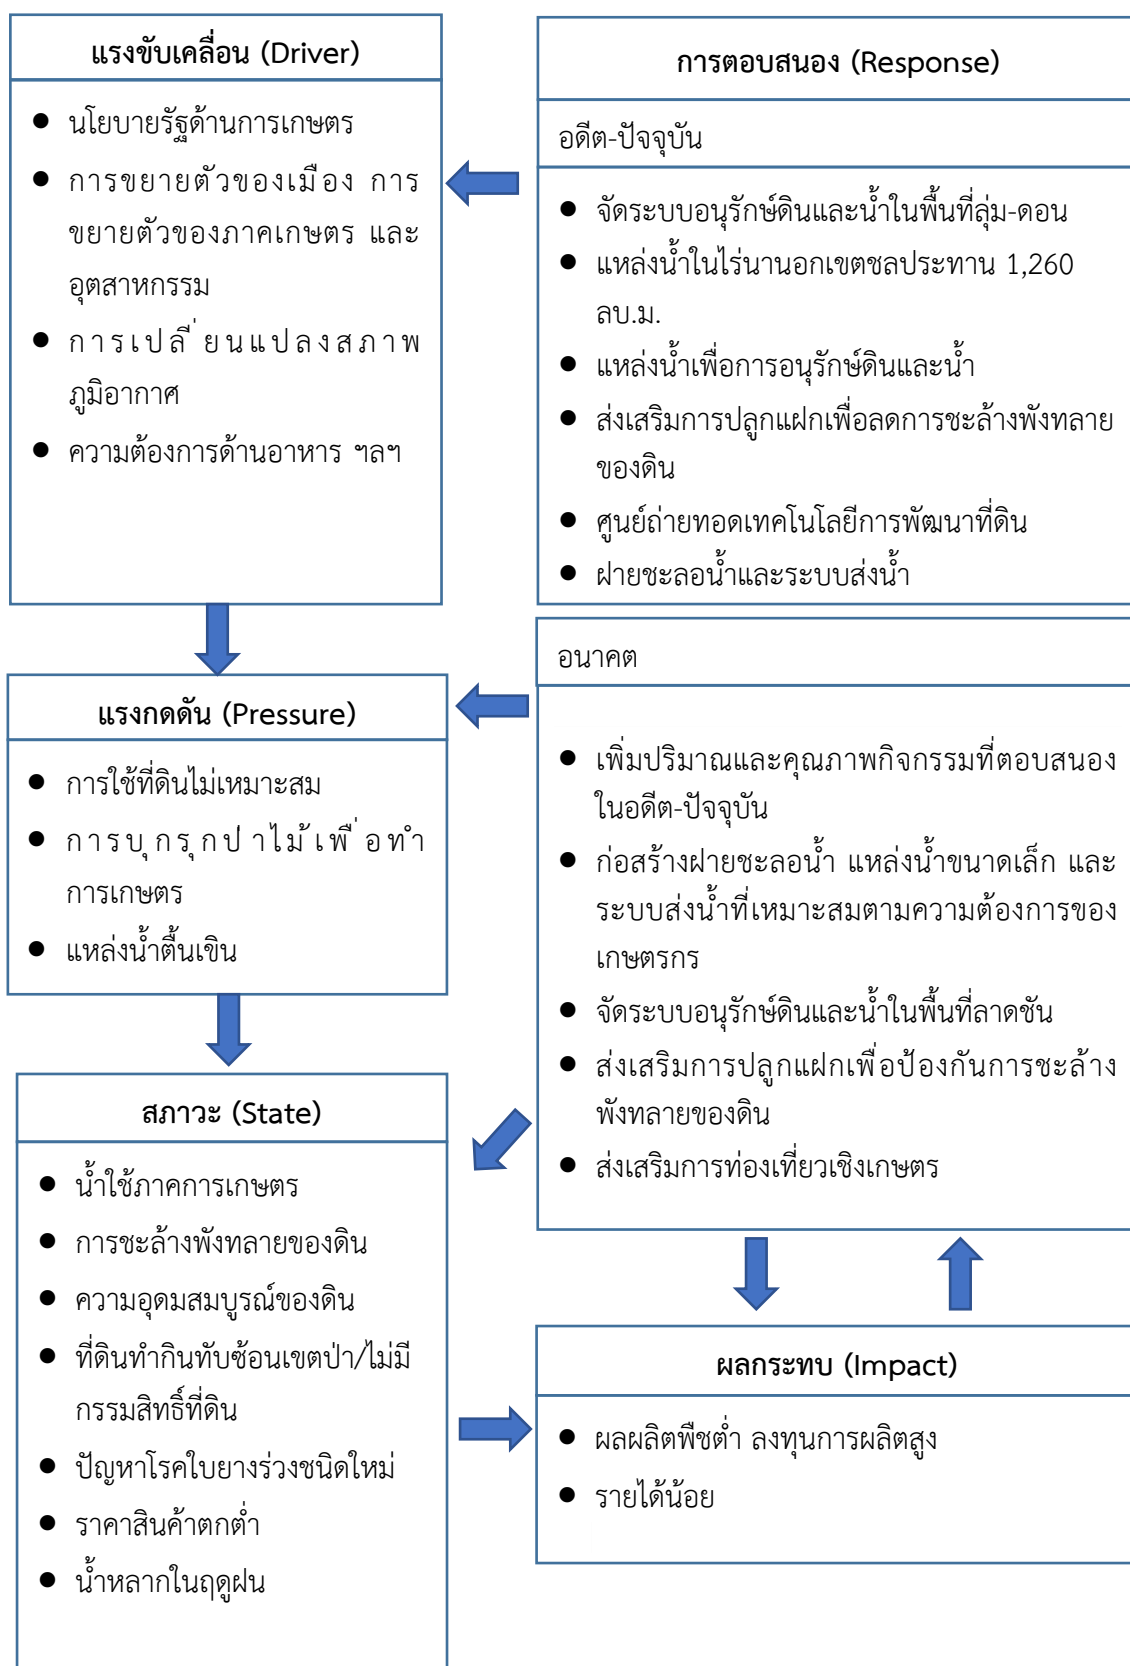 แรงขับเคลื่อน (Driver)
● นโยบายรัฐด้านการเกษตร
● การขยายตัวของเมือง การ
ขยายตัวของภาคเกษตร และ
อุตสาหกรรม
● การเปลี่ยนแปลงสภาพ
ภูมิอากาศ
● ความต้องการด้านอาหาร ฯลฯ
การตอบสนอง (Response)
อดีต-ปัจจุบัน
● จัดระบบอนุรักษ์ดินและน้ำในพื้นที่ลุ่ม-ดอน
● แหล่งน้ำในไร่นานอกเขตชลประทาน 1,260
ลบ.ม.
● แหล่งน้ำเพื่อการอนุรักษ์ดินและน้ำ
● ส่งเสริมการปลูกแฝกเพื่อลดการชะล้างพังทลาย
ของดิน
● ศูนย์ถ่ายทอดเทคโนโลยีการพัฒนาที่ดิน
● ฝายชะลอน้ำและระบบส่งน้ำ
อนาคต
● เพิ่มปริมาณและคุณภาพกิจกรรมที่ตอบสนอง
ในอดีต-ปัจจุบัน
● ก่อสร้างฝายชะลอน้ำ แหล่งน้ำขนาดเล็ก และ
ระบบส่งน้ำที่เหมาะสมตามความต้องการของ
เกษตรกร
● จัดระบบอนุรักษ์ดินและน้ำในพื้นที่ลาดชัน
● ส่งเสริมการปลูกแฝกเพื่อป้องกันการชะล้าง
พังทลายของดิน
● ส่งเสริมการท่องเที่ยวเชิงเกษตร
แรงกดดัน (Pressure)
● การใช้ที่ดินไม่เหมาะสม
● การบุกรุกป่าไม้เพื่อทำ
การเกษตร
● แหล่งน้ำตื้นเขิน
สภาวะ (State)
● น้ำใช้ภาคการเกษตร
● การชะล้างพังทลายของดิน
● ความอุดมสมบูรณ์ของดิน
● ที่ดินทำกินทับซ้อนเขตป่า/ไม่มี
กรรมสิทธิ์ที่ดิน
● ปัญหาโรคใบยางร่วงชนิดใหม่
● ราคาสินค้าตกต่ำ
● น้ำหลากในฤดูฝน
ผลกระทบ (Impact)
● ผลผลิตพืชต่ำ ลงทุนการผลิตสูง
● รายได้น้อย